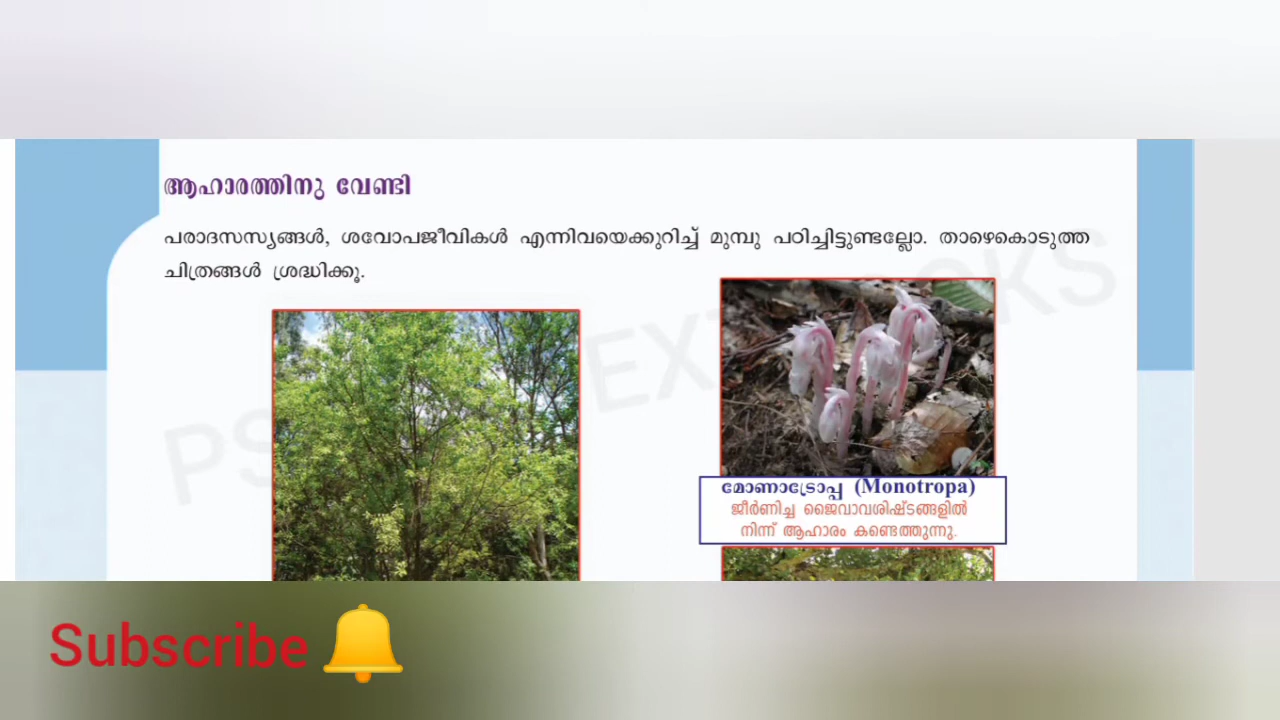 ആഹാരത്തിനു വേണ്ടി
പരാദസസ്യങ്ങൾ, ശവോപജീവികൾ എന്നിവയെക്കുറിച്ച് മുമ്പു പഠിച്ചിട്ടുണ്ടല്ലോ. താഴെകൊടുത്ത
ചിത്രങ്ങൾ ശ്രദ്ധിക്കൂ.
മോണാട്രോപ്പ (Monotropa)
ജീർണിച്ച ജൈവാവശിഷ്ടങ്ങളിൽ
നിന്ന് ആഹാരം കണ്ടെത്തുന്നു.
Subscribe